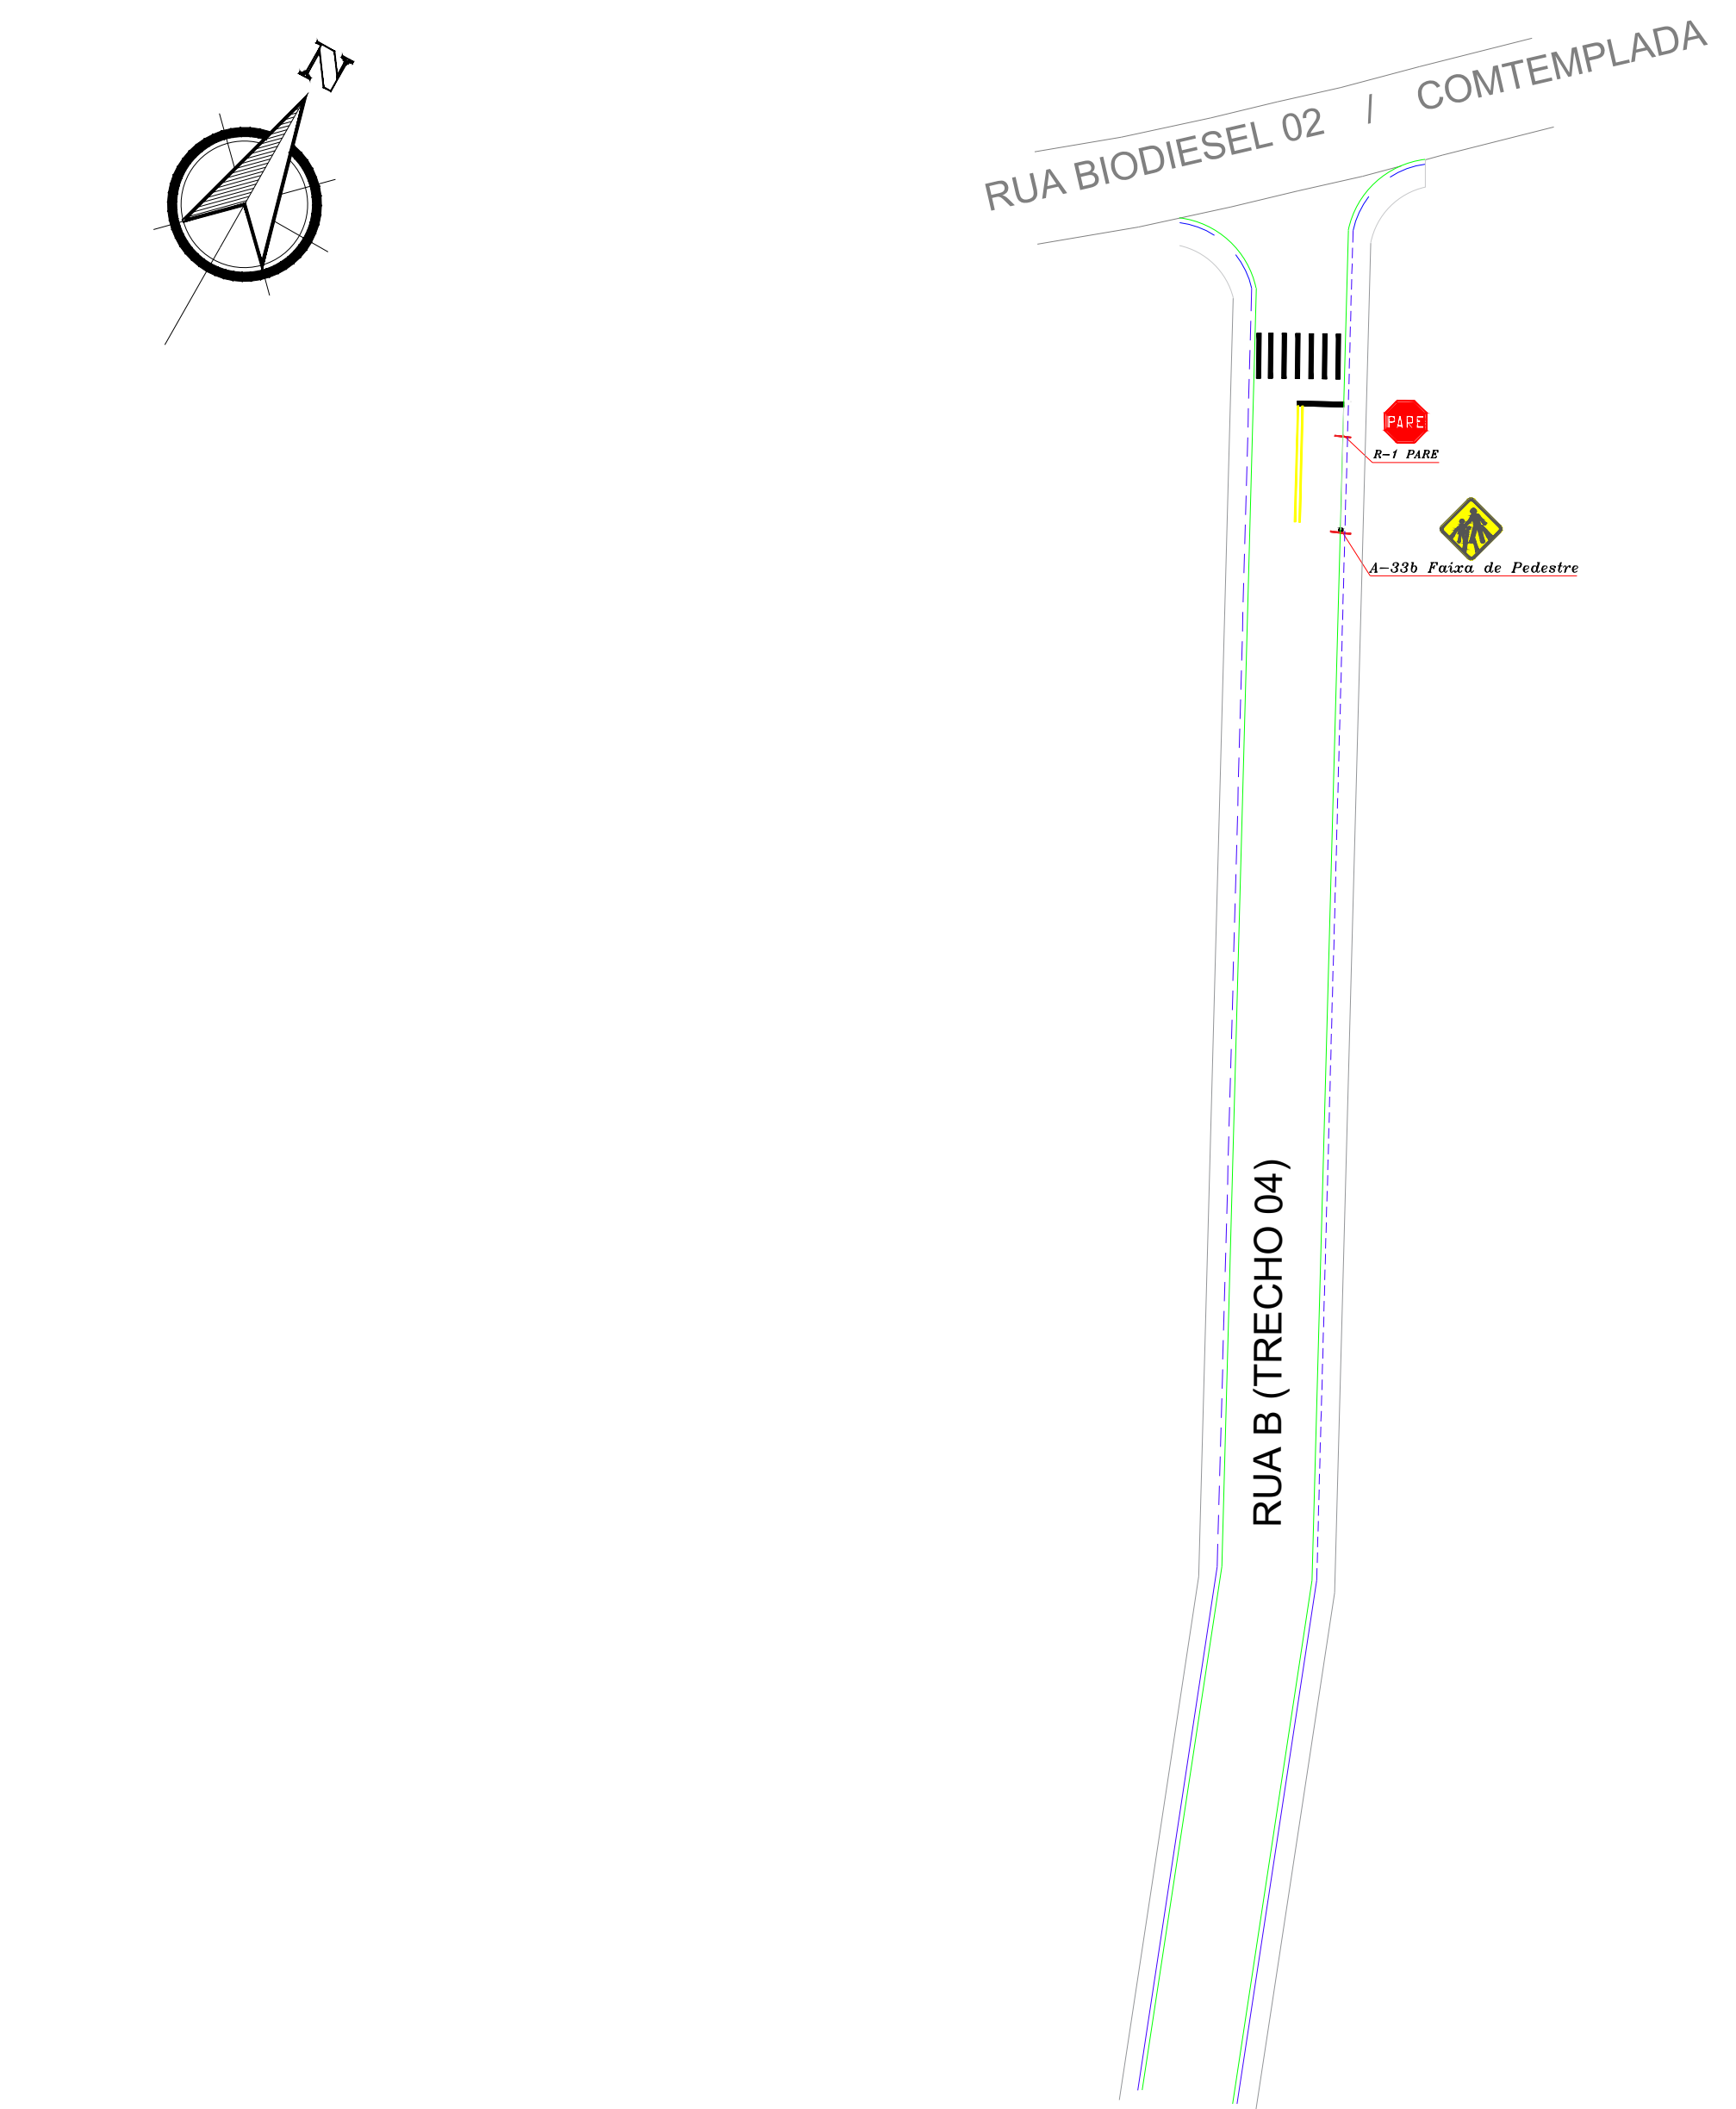 N
RUA BIODIESEL 02 / COMTEMPLADA
PARE
R-1 PARE
A-33b Faixa de Pedestre
RUA B (TRECHO 04)